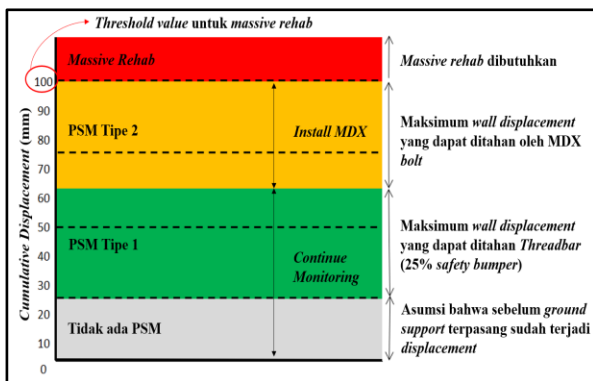 Threshold value untuk massive rehab
Massive Rehab
Massive rehab dibutuhkan
100
90
80
70
60
50
40
30
20
10
0
Cumulative Displacement (mm)
PSM Tipe 2
Install MDX
Maksimum wall displacement
yang dapat ditahan oleh MDX
bolt
PSM Tipe 1
Continue
Monitoring
Maksimum wall displacement
yang dapat ditahan Threadbar
(25% safety bumper)
Tidak ada PSM
Asumsi bahwa sebelum ground
support terpasang sudah terjadi
displacement